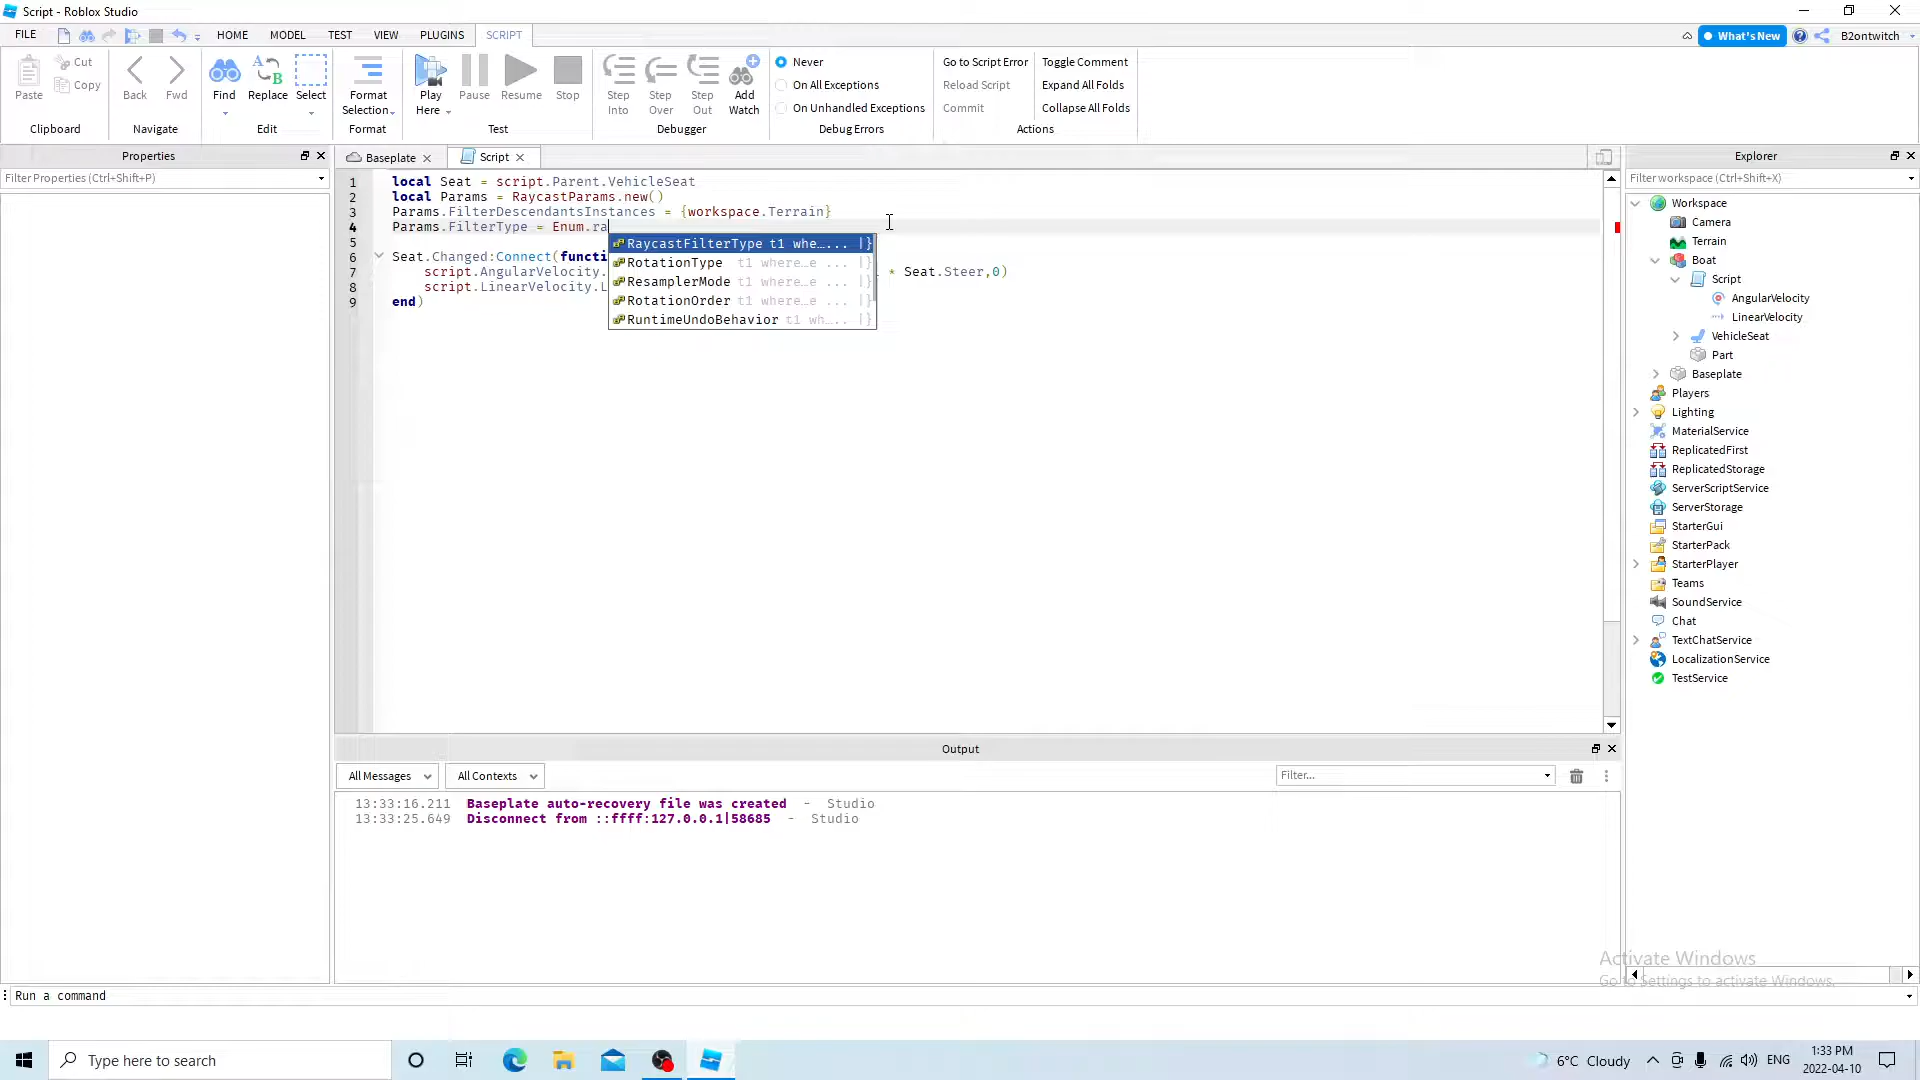 Script - Roblox Studio
FILE
HOME
MODEL
TEST
VIEW
PLUGINS
SCRIPT
What's New
B2ontwitch
Paste
Cut
Copy
Clipboard
Back
Fwd
Navigate
Find
Replace
Select
Edit
Format
Selection
Format
Play
Here
Pause
Resume
Stop
Test
Step
Into
Step
Over
Step
Out
Add
Watch
Debugger
Never
On All Exceptions
On Unhandled Exceptions
Debug Errors
Go to Script Error
Reload Script
Commit
Toggle Comment
Expand All Folds
Collapse All Folds
Actions
Properties
Filter Properties (Ctrl+Shift+P)
Baseplate
Script
1 local Seat = script.Parent.VehicleSeat
2 local Params = RaycastParams.new()
3 Params.FilterDescendantsInstances = {workspace.Terrain}
4 Params.FilterType = Enum.ra
5
6 Seat.Changed:Connect(functi
7 script.AngularVelocity. * Seat.Steer,0)
8 script.LinearVelocity.L
9 end)
RaycastFilterType t1 whe…... |}
RotationType t1 where…e ... |}
ResamplerMode t1 where…e ... |}
RotationOrder t1 where…e ... |}
RuntimeUndoBehavior t1 wh… ... |}
Explorer
Filter workspace (Ctrl+Shift+X)
Workspace
Camera
Terrain
Boat
Script
AngularVelocity
LinearVelocity
VehicleSeat
Part
Baseplate
Players
Lighting
MaterialService
ReplicatedFirst
ReplicatedStorage
ServerScriptService
ServerStorage
StarterGui
StarterPack
StarterPlayer
Teams
SoundService
Chat
TextChatService
LocalizationService
TestService
Output
All Messages
All Contexts
Filter...
13:33:16.211 Baseplate auto-recovery file was created - Studio
13:33:25.649 Disconnect from ::ffff:127.0.0.1|58685 - Studio
Activate Windows
Go to Settings to activate Windows.
Run a command
Type here to search
6°C Cloudy
ENG
1:33 PM
2022-04-10